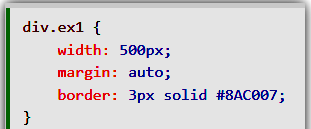 div.ex1 {
    width: 500px;
    margin: auto;
    border: 3px solid #8AC007;
}